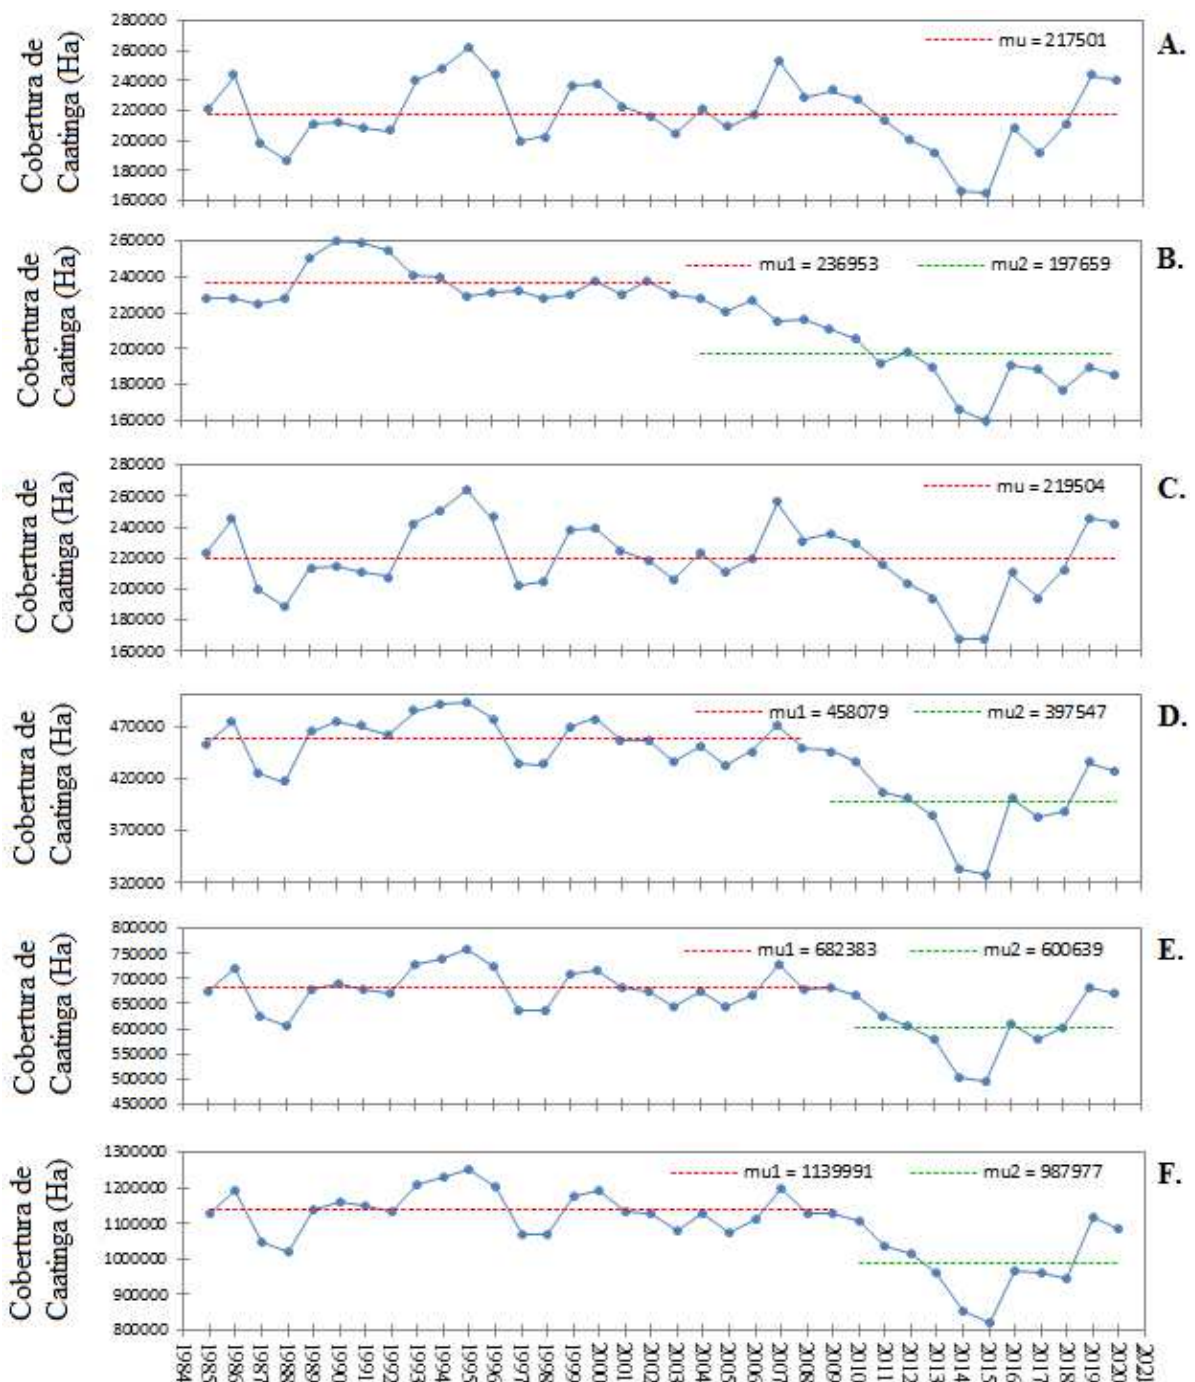 Cobertura de
Caatinga (Ha)
280000
260000
240000
220000
200000
180000
160000
mu = 217501
A.
Cobertura de
Caatinga (Ha)
260000
240000
220000
200000
180000
160000
mu1 = 236953
mu2 = 197659
B.
Cobertura de
Caatinga (Ha)
280000
260000
240000
220000
200000
180000
160000
mu = 219504
C.
Cobertura de
Caatinga (Ha)
470000
420000
370000
320000
mu1 = 458079
mu2 = 397547
D.
Cobertura de
Caatinga (Ha)
800000
750000
700000
650000
600000
550000
500000
450000
mu1 = 682383
mu2 = 600639
E.
Cobertura de
Caatinga (Ha)
1300000
1200000
1100000
1000000
900000
800000
mu1 = 1139991
mu2 = 987977
F.
1984
1985
1986
1987
1988
1989
1990
1991
1992
1993
1994
1995
1996
1997
1998
1999
2000
2001
2002
2003
2004
2005
2006
2007
2008
2009
2010
2011
2012
2013
2014
2015
2016
2017
2018
2019
2020
2021